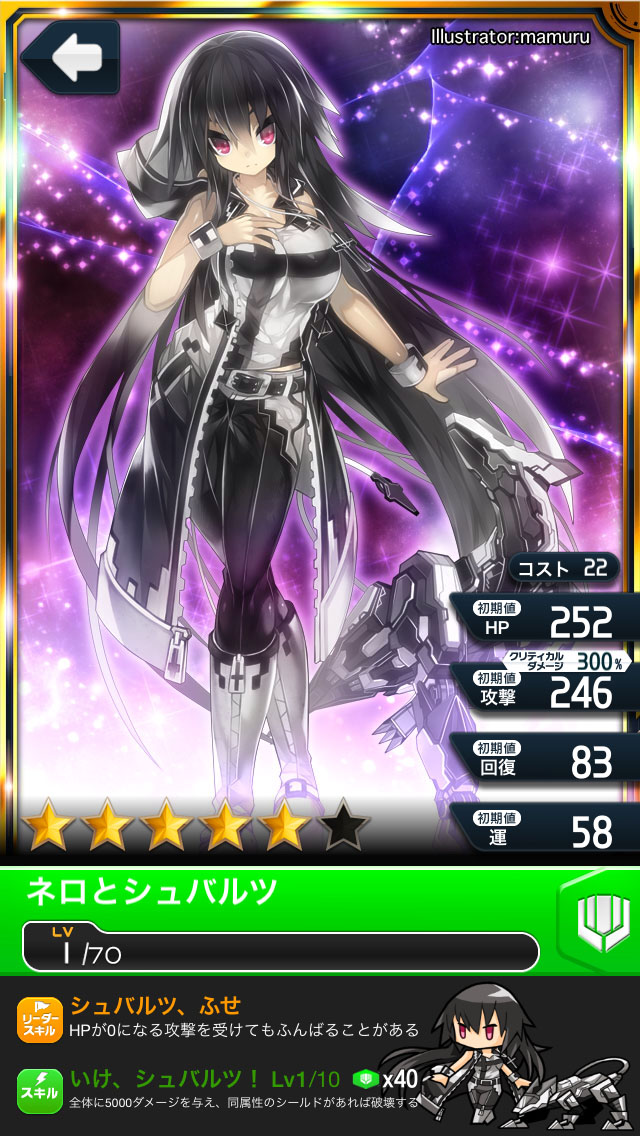 Illustrator:mamuru
コスト 22
初期値
HP 252
クリティカル
ダメージ 300%
初期値
攻撃 246
初期値
回復 83
初期値
運 58
ネロとシュバルツ
LV
1/70
リーダー
スキル
シュバルツ、ふせ
HPが0になる攻撃を受けてもふんばることがある
スキル
いけ、シュバルツ！ Lv1/10 x40
全体に5000ダメージを与え、同属性のシールドがあれば破壊する